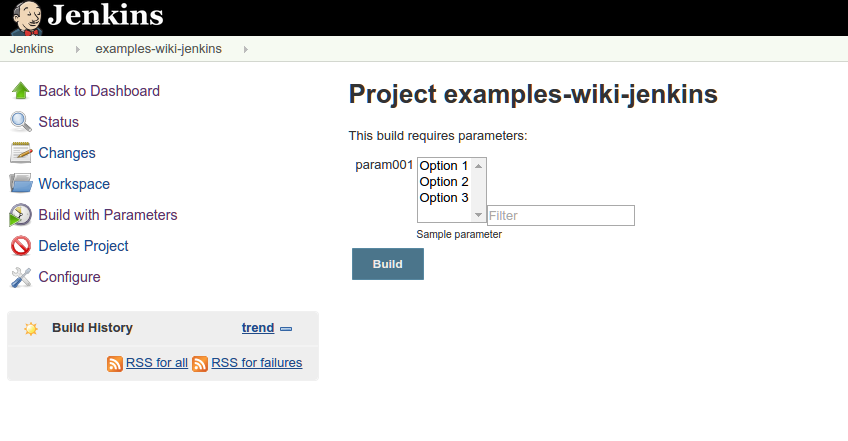 Jenkins
Jenkins examples-wiki-jenkins
Back to Dashboard
Status
Changes
Workspace
Build with Parameters
Delete Project
Configure
Build History trend
RSS for all RSS for failures
Project examples-wiki-jenkins
This build requires parameters:
param001
Option 1
Option 2
Option 3
Filter
Sample parameter
Build